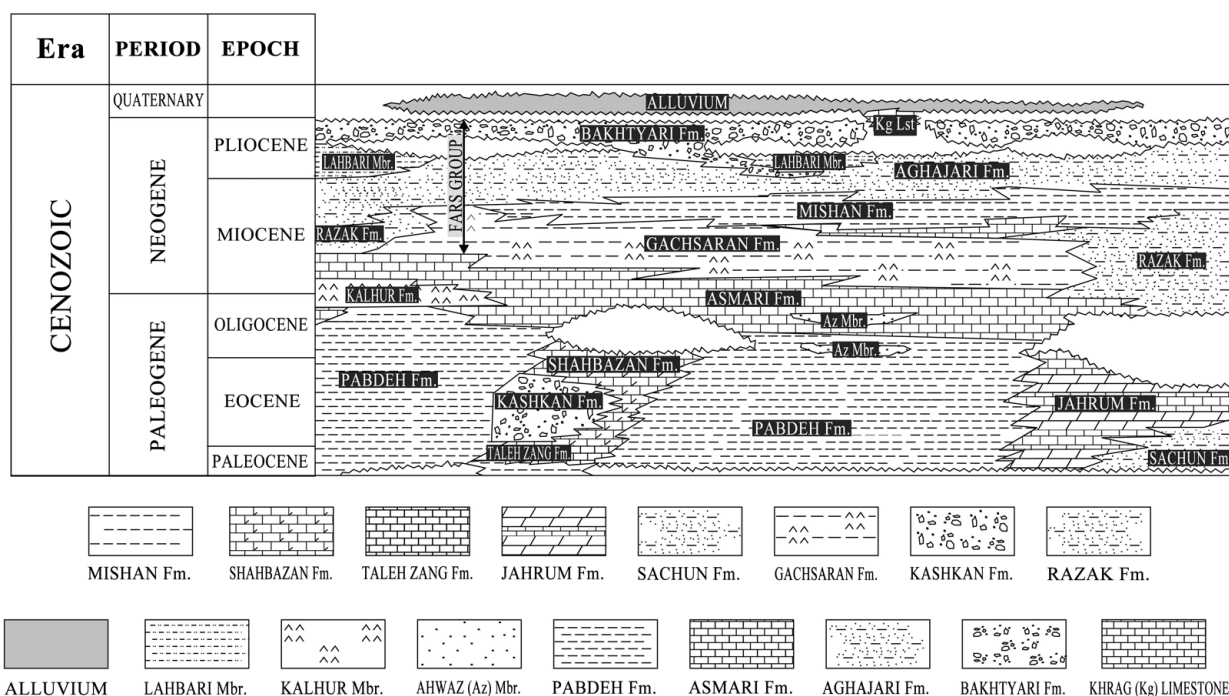 Era PERIOD EPOCH
CENOZOIC
QUATERNARY
NEOGENE
PALEOGENE
PLIOCENE
MIOCENE
OLIGOCENE
EOCENE
PALEOCENE
ALLUVIUM
Kg Lst
BAKHTYARI Fm.
LAHBARI Mbr.
LAHBARI Mbr.
AGHAJARI Fm.
FARS GROUP
MISHAN Fm.
RAZAK Fm.
GACHSARAN Fm.
RAZAK Fm.
KALHUR Fm.
ASMARI Fm.
Az Mbr.
Az Mbr.
SHAHBAZAN Fm.
PABDEH Fm.
KASHKAN Fm.
JAHRUM Fm.
PABDEH Fm.
TALEH ZANG Fm.
SACHUN Fm
MISHAN Fm. SHAHBAZAN Fm. TALEH ZANG Fm. JAHRUM Fm. SACHUN Fm. GACHSARAN Fm. KASHKAN Fm. RAZAK Fm.
ALLUVIUM LAHBARI Mbr. KALHUR Mbr. AHWAZ (Az) Mbr. PABDEH Fm. ASMARI Fm. AGHAJARI Fm. BAKHTYARI Fm. KHRAG (Kg) LIMESTONE